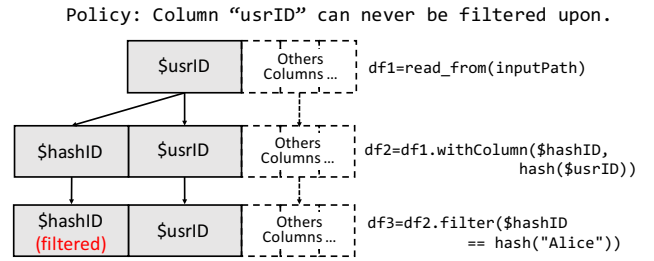 Policy: Column “usrID” can never be filtered upon.
$usrID
Others
Columns ...
df1=read_from(inputPath)
$hashID
$usrID
Others
Columns ...
df2=df1.withColumn($hashID,
hash($usrID))
$hashID
(filtered)
$usrID
Others
Columns ...
df3=df2.filter($hashID
== hash("Alice"))